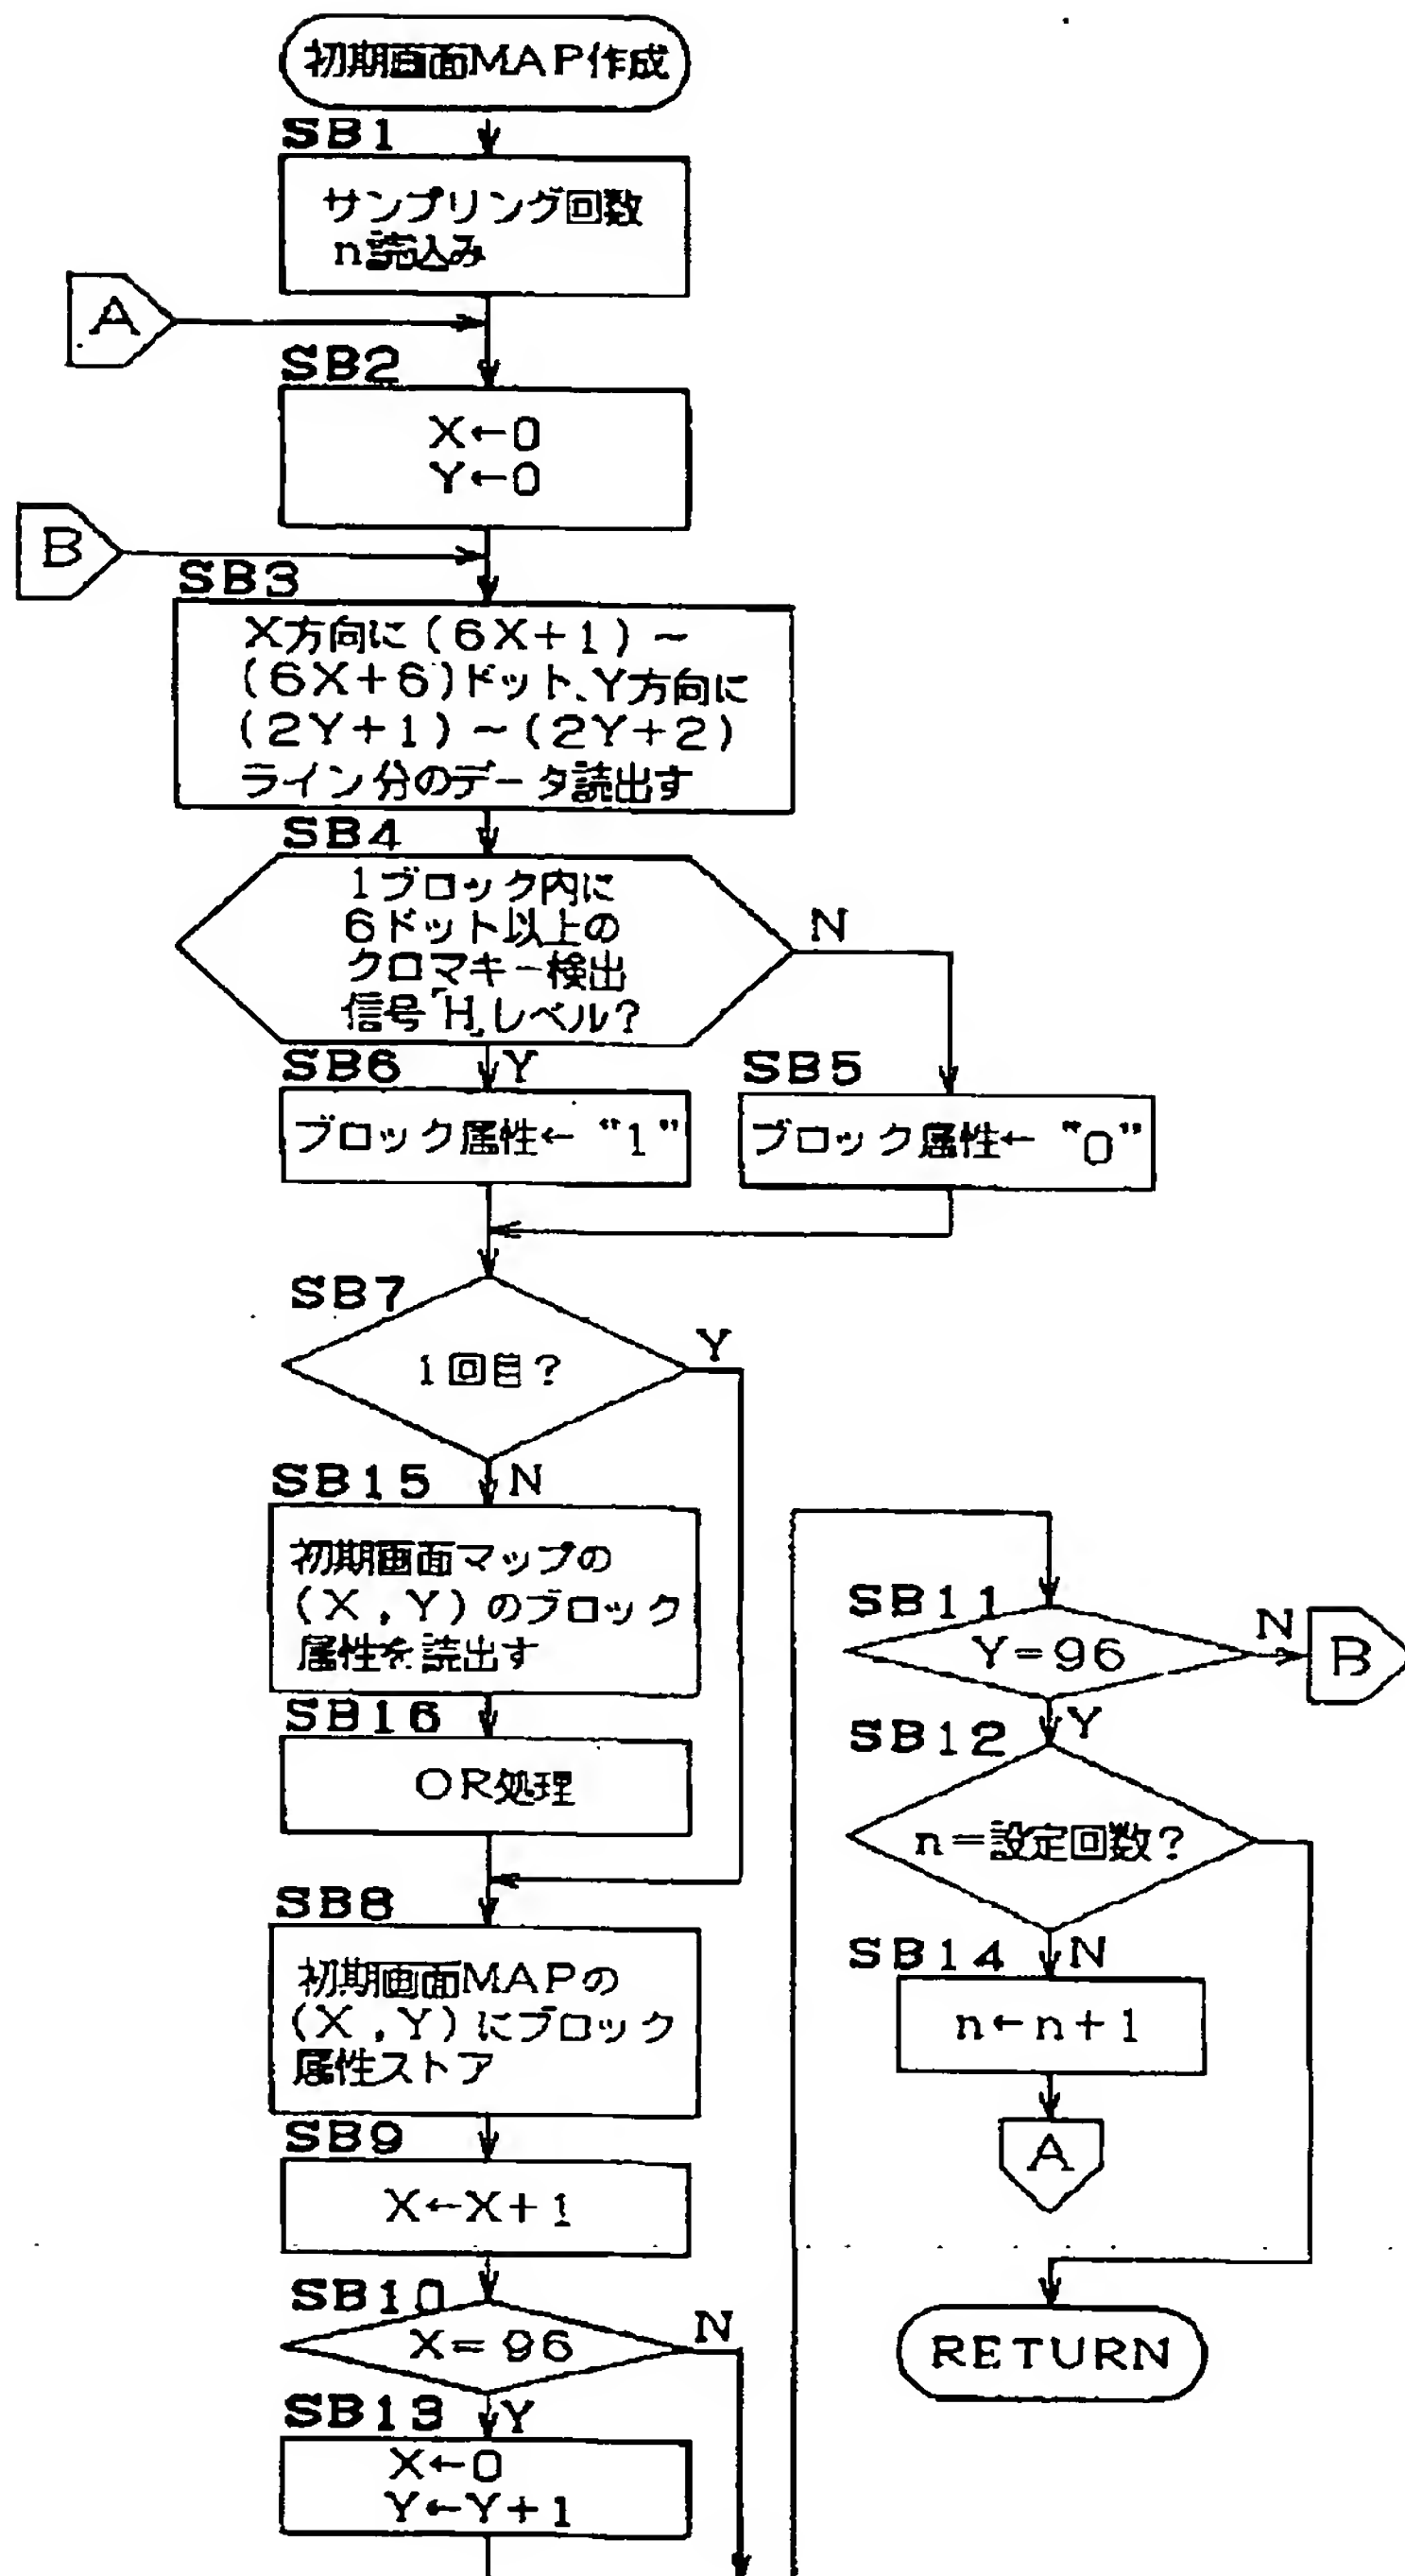 初期画面MAP作成
SB1
サンプリング回数
n読込み
A
SB2
X←0
Y←0
B
SB3
X方向に(6X+1)~
(6X+6)ドット、Y方向に
(2Y+1)~(2Y+2)
ライン分のデータ読出す
SB4
1ブロック内に
6ドット以上の
クロマキー検出
信号「H」レベル?
N
Y
SB6
ブロック属性← "1"
SB5
ブロック属性← "0"
SB7
1回目?
Y
N
SB15
初期画面マップの
(X,Y)のブロック
属性を読出す
SB16
OR処理
SB8
初期画面MAPの
(X,Y)にブロック
属性ストア
SB9
X←X+1
SB10
X=96
N
Y
SB13
X←0
Y←Y+1
SB11
Y=96
N
B
Y
SB12
n=設定回数?
N
SB14
n←n+1
A
RETURN